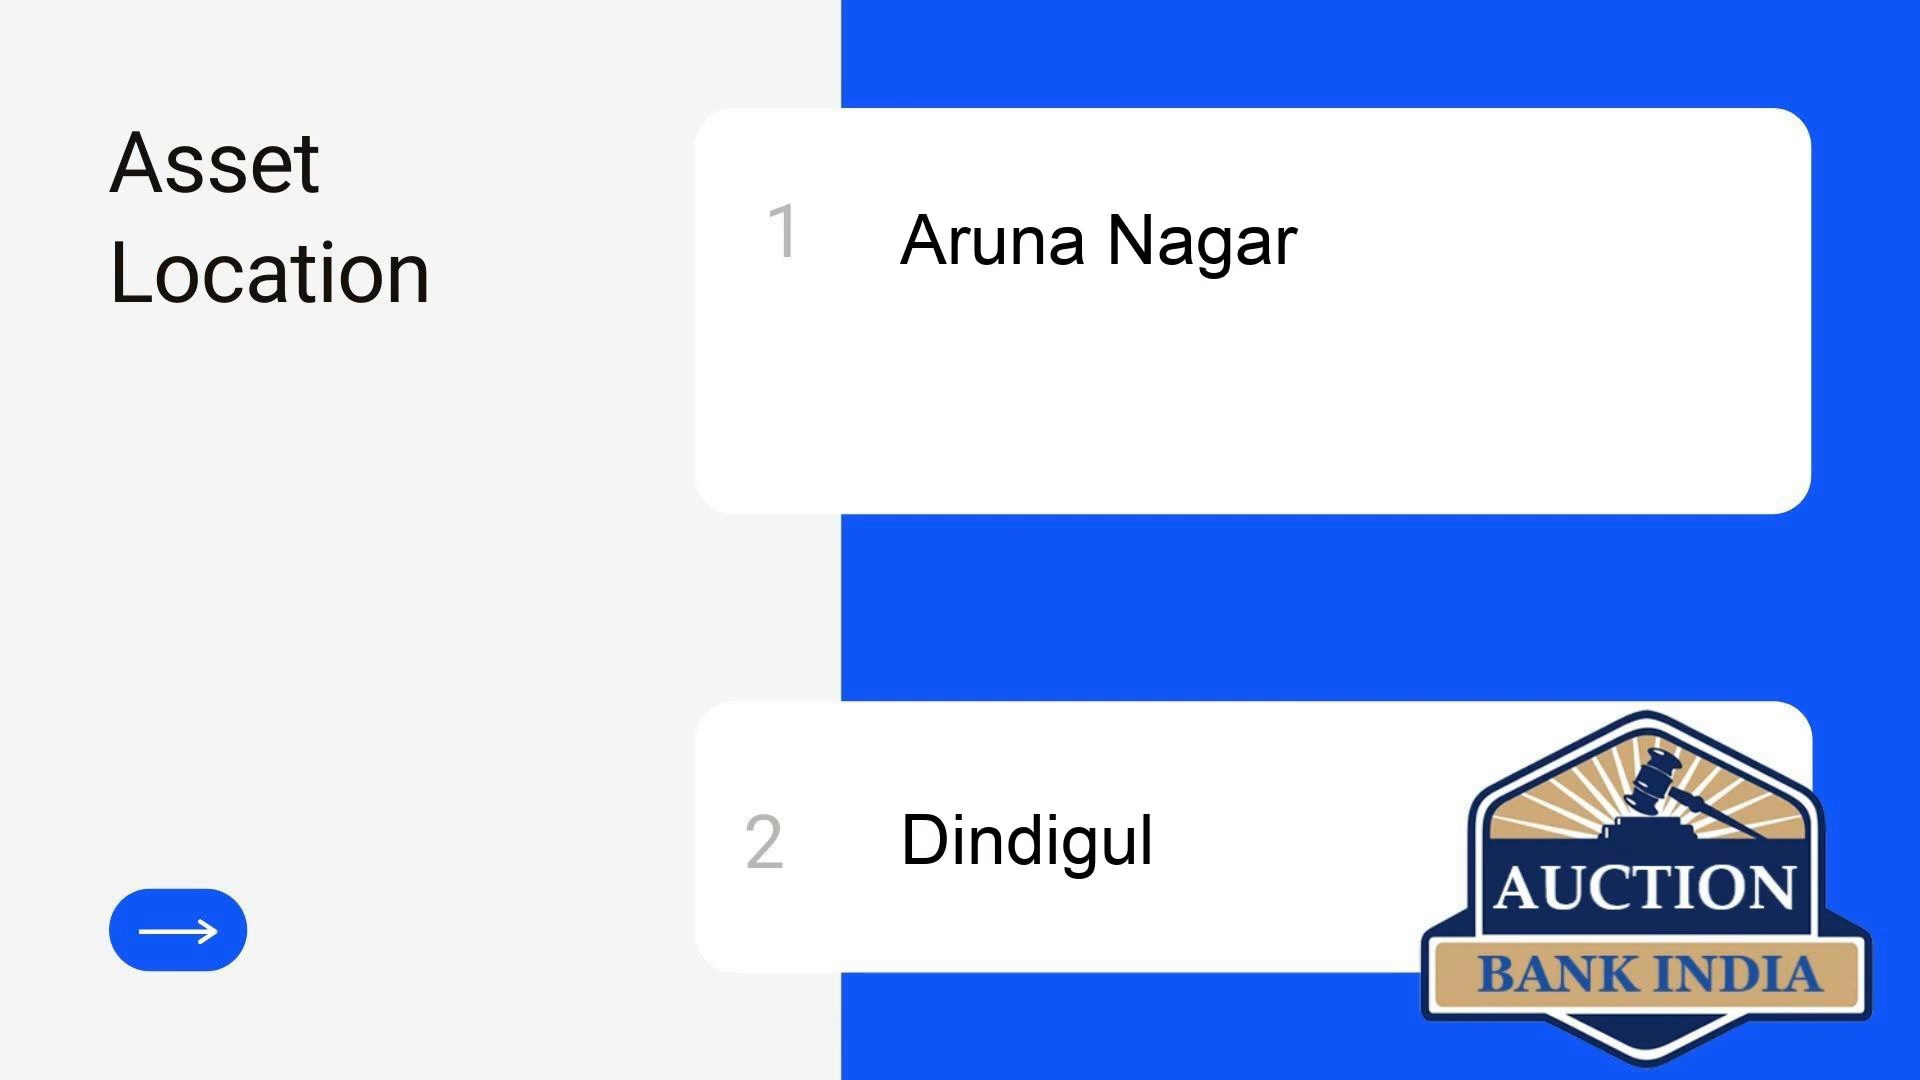 Asset
Location
1
Aruna Nagar
2
Dindigul
AUCTION
BANK INDIA